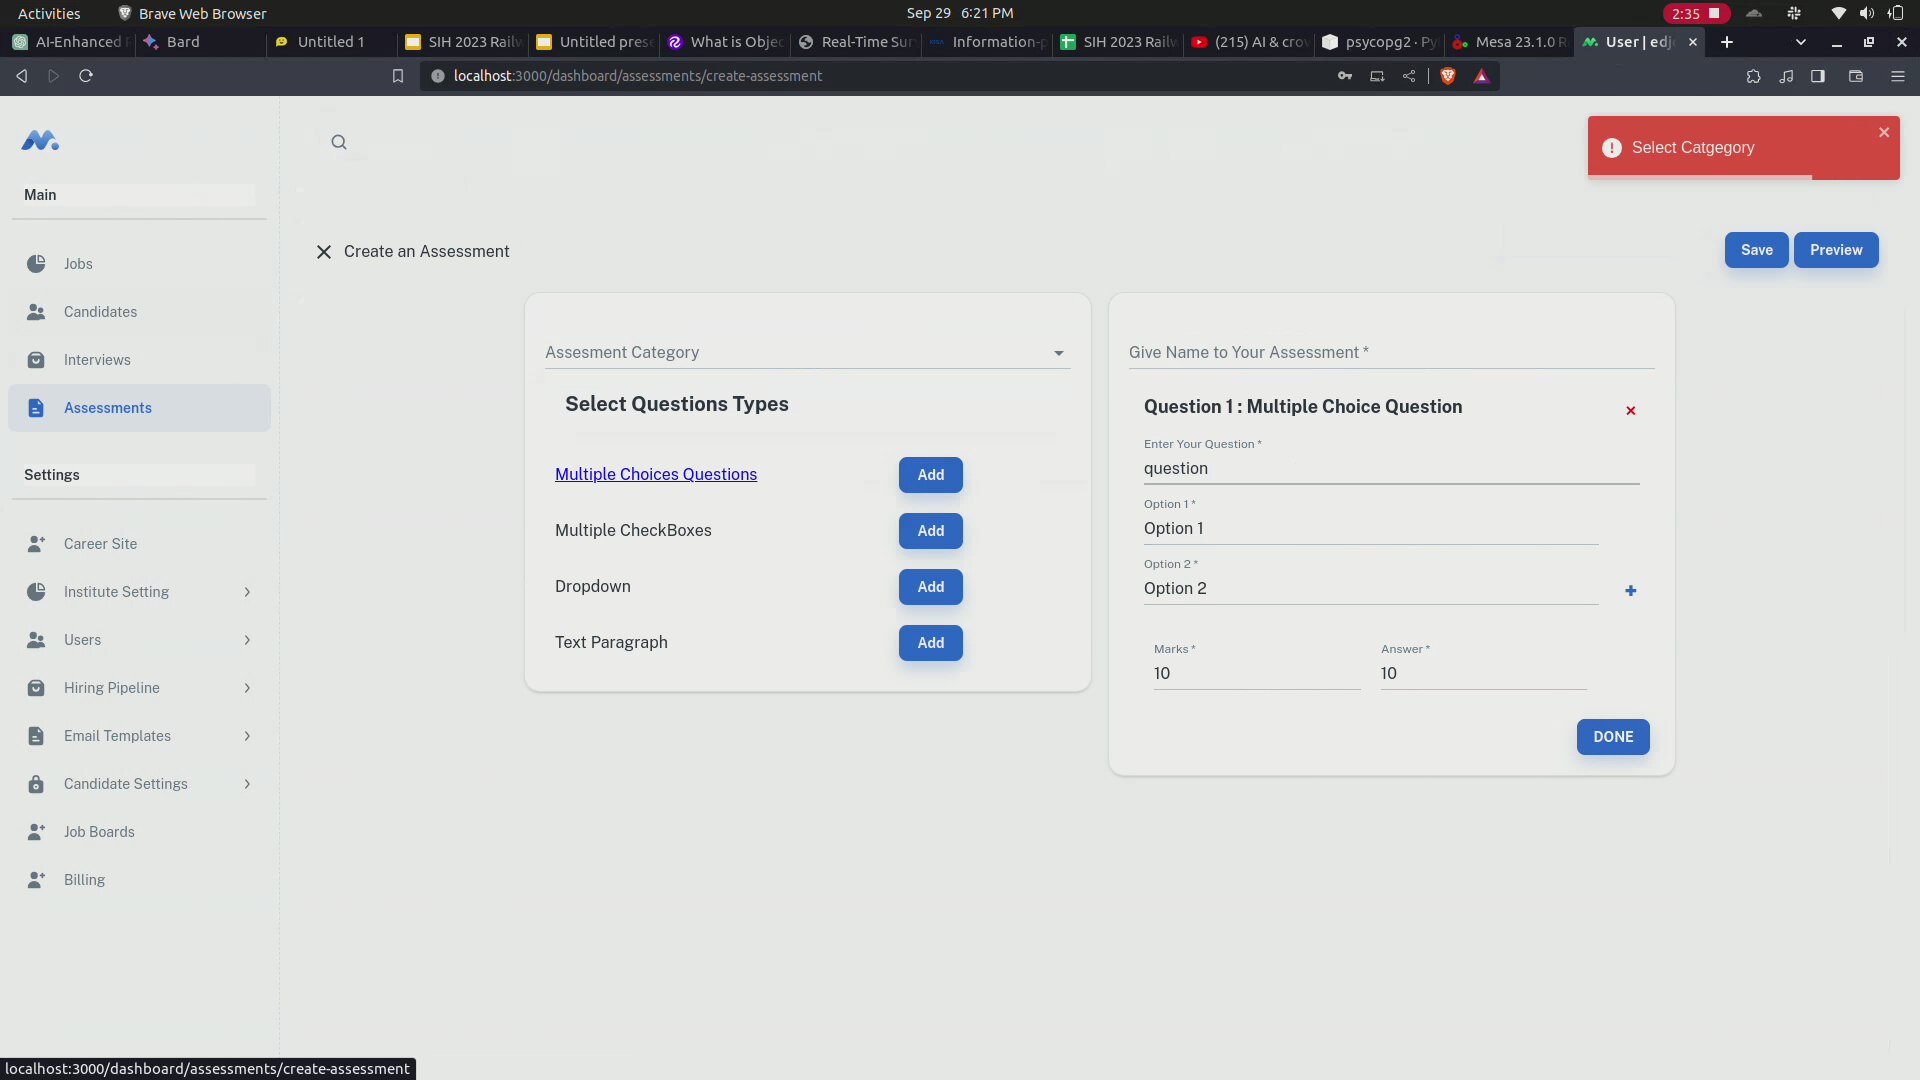 Activities
Brave Web Browser
Sep 29 6:21 PM
2:35
AI-Enhanced
Bard
Untitled 1
SIH 2023 Railw
Untitled prese
What is Objec
Real-Time Sur
Information-p
SIH 2023 Railw
(215) AI & crow
psycopg2 · Py
Mesa 23.1.0 R
User | edjo
localhost:3000/dashboard/assessments/create-assessment
Select Catgegory
Main
Jobs
Candidates
Interviews
Assessments
Settings
Career Site
Institute Setting
Users
Hiring Pipeline
Email Templates
Candidate Settings
Job Boards
Billing
Create an Assessment
Save
Preview
Assesment Category
Select Questions Types
Multiple Choices Questions
Add
Multiple CheckBoxes
Add
Dropdown
Add
Text Paragraph
Add
Give Name to Your Assessment *
Question 1 : Multiple Choice Question
Enter Your Question *
question
Option 1 *
Option 1
Option 2 *
Option 2
Marks *
10
Answer *
10
DONE
localhost:3000/dashboard/assessments/create-assessment